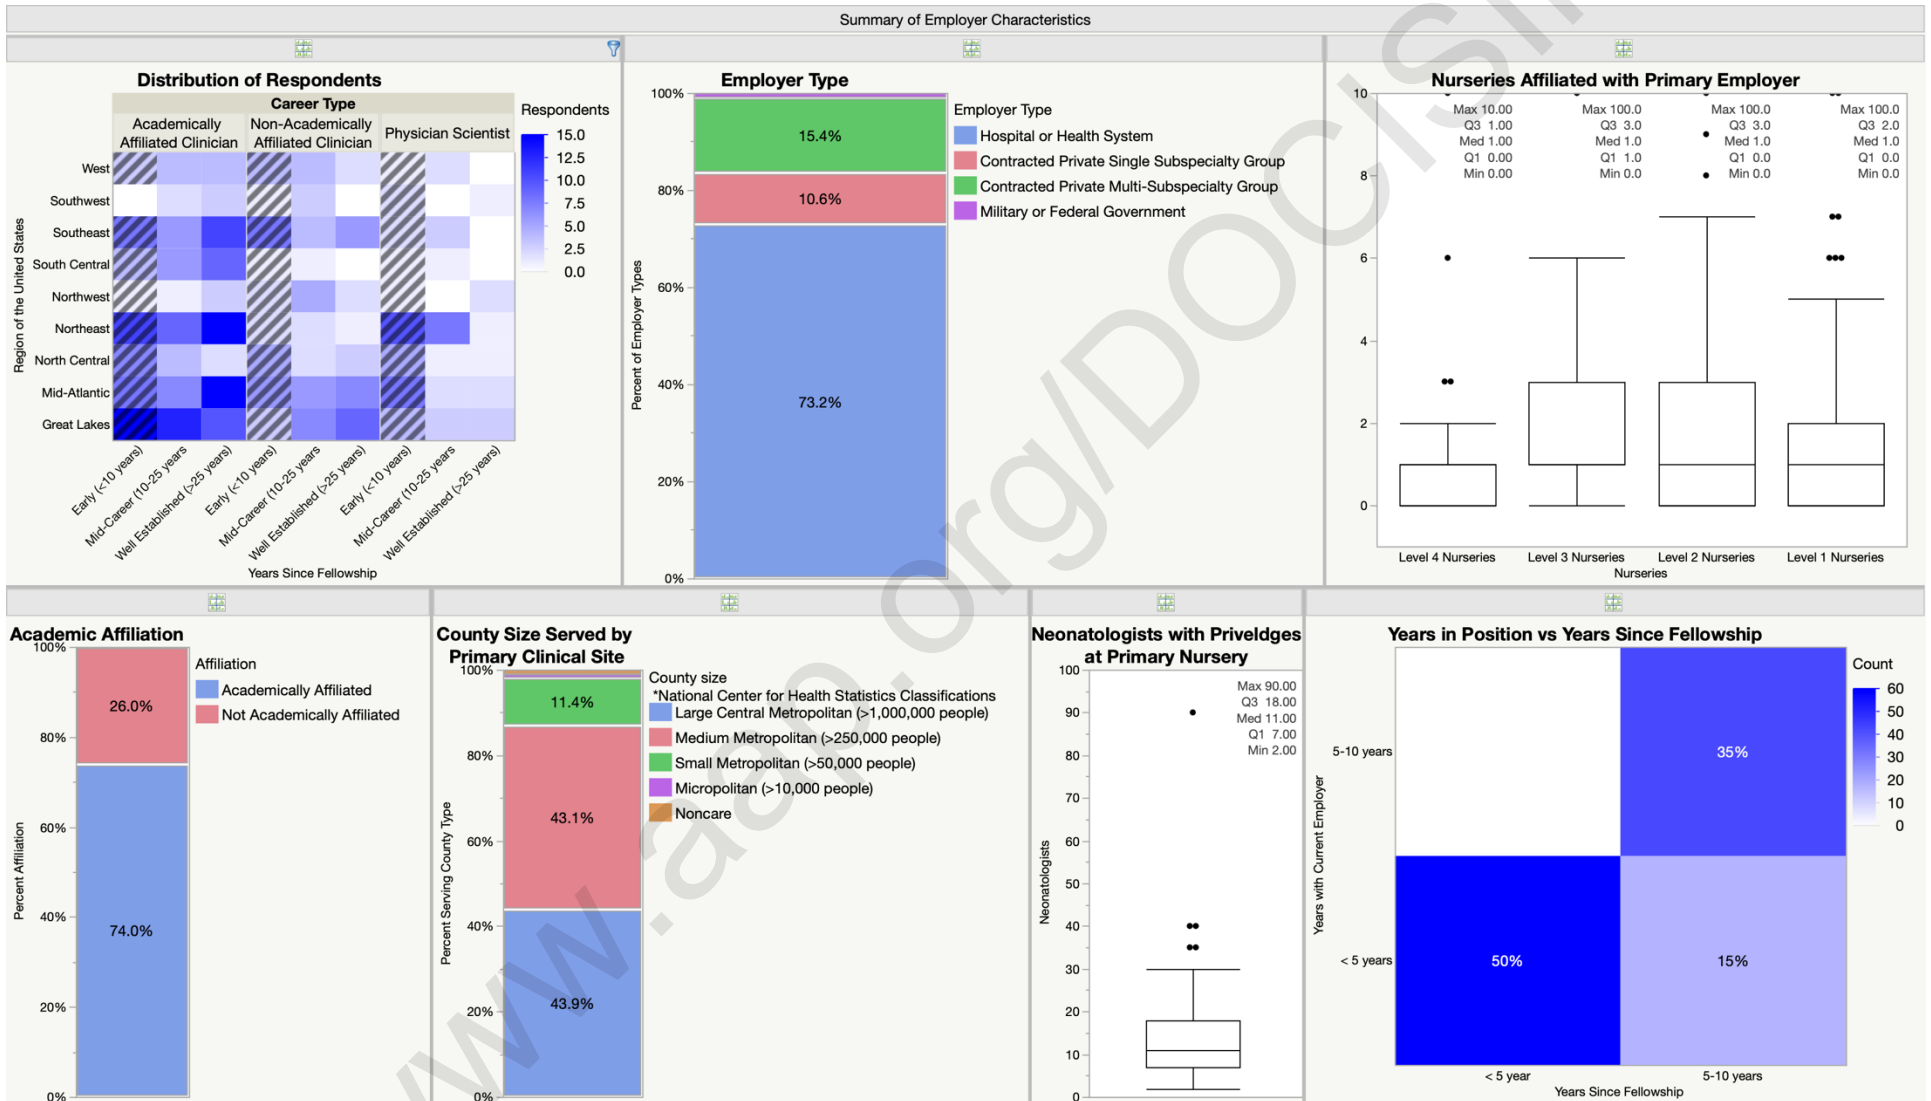 Summary of Employer Characteristics
Distribution of Respondents
Career Type
Academically
Affiliated Clinician
Non-Academically
Affiliated Clinician
Physician Scientist
Respondents
15.0
12.5
10.0
7.5
5.0
2.5
0.0
Region of the United States
West
Southwest
Southeast
South Central
Northwest
Northeast
North Central
Mid-Atlantic
Great Lakes
Early (<10 years)
Mid-Career (10-25 years
Well Established (>25 years)
Early (<10 years)
Mid-Career (10-25 years
Well Established (>25 years)
Early (<10 years)
Mid-Career (10-25 years
Well Established (>25 years)
Years Since Fellowship
Employer Type
Percent of Employer Types
100%
80%
60%
40%
20%
0%
15.4%
10.6%
73.2%
Employer Type
Hospital or Health System
Contracted Private Single Subspecialty Group
Contracted Private Multi-Subspecialty Group
Military or Federal Government
Nurseries Affiliated with Primary Employer
10
8
6
4
2
0
Max 10.00
Q3 1.00
Med 1.00
Q1 0.00
Min 0.00
Max 100.0
Q3 3.0
Med 1.0
Q1 1.0
Min 0.0
Max 100.0
Q3 3.0
Med 1.0
Q1 0.0
Min 0.0
Max 100.0
Q3 2.0
Med 1.0
Q1 0.0
Min 0.0
Level 4 Nurseries
Level 3 Nurseries
Level 2 Nurseries
Level 1 Nurseries
Nurseries
Academic Affiliation
Percent Affiliation
100%
80%
60%
40%
20%
0%
26.0%
74.0%
Affiliation
Academically Affiliated
Not Academically Affiliated
County Size Served by
Primary Clinical Site
Percent Serving County Type
100%
80%
60%
40%
20%
0%
11.4%
43.1%
43.9%
County size
*National Center for Health Statistics Classifications
Large Central Metropolitan (>1,000,000 people)
Medium Metropolitan (>250,000 people)
Small Metropolitan (>50,000 people)
Micropolitan (>10,000 people)
Noncare
Neonatologists with Priveldges
at Primary Nursery
Neonatologists
100
90
80
70
60
50
40
30
20
10
0
Max 90.00
Q3 18.00
Med 11.00
Q1 7.00
Min 2.00
Years in Position vs Years Since Fellowship
Years with Current Employer
5-10 years
< 5 years
35%
50%
15%
< 5 year
5-10 years
Years Since Fellowship
Count
60
50
40
30
20
10
0
www.aap.org/DOCISI